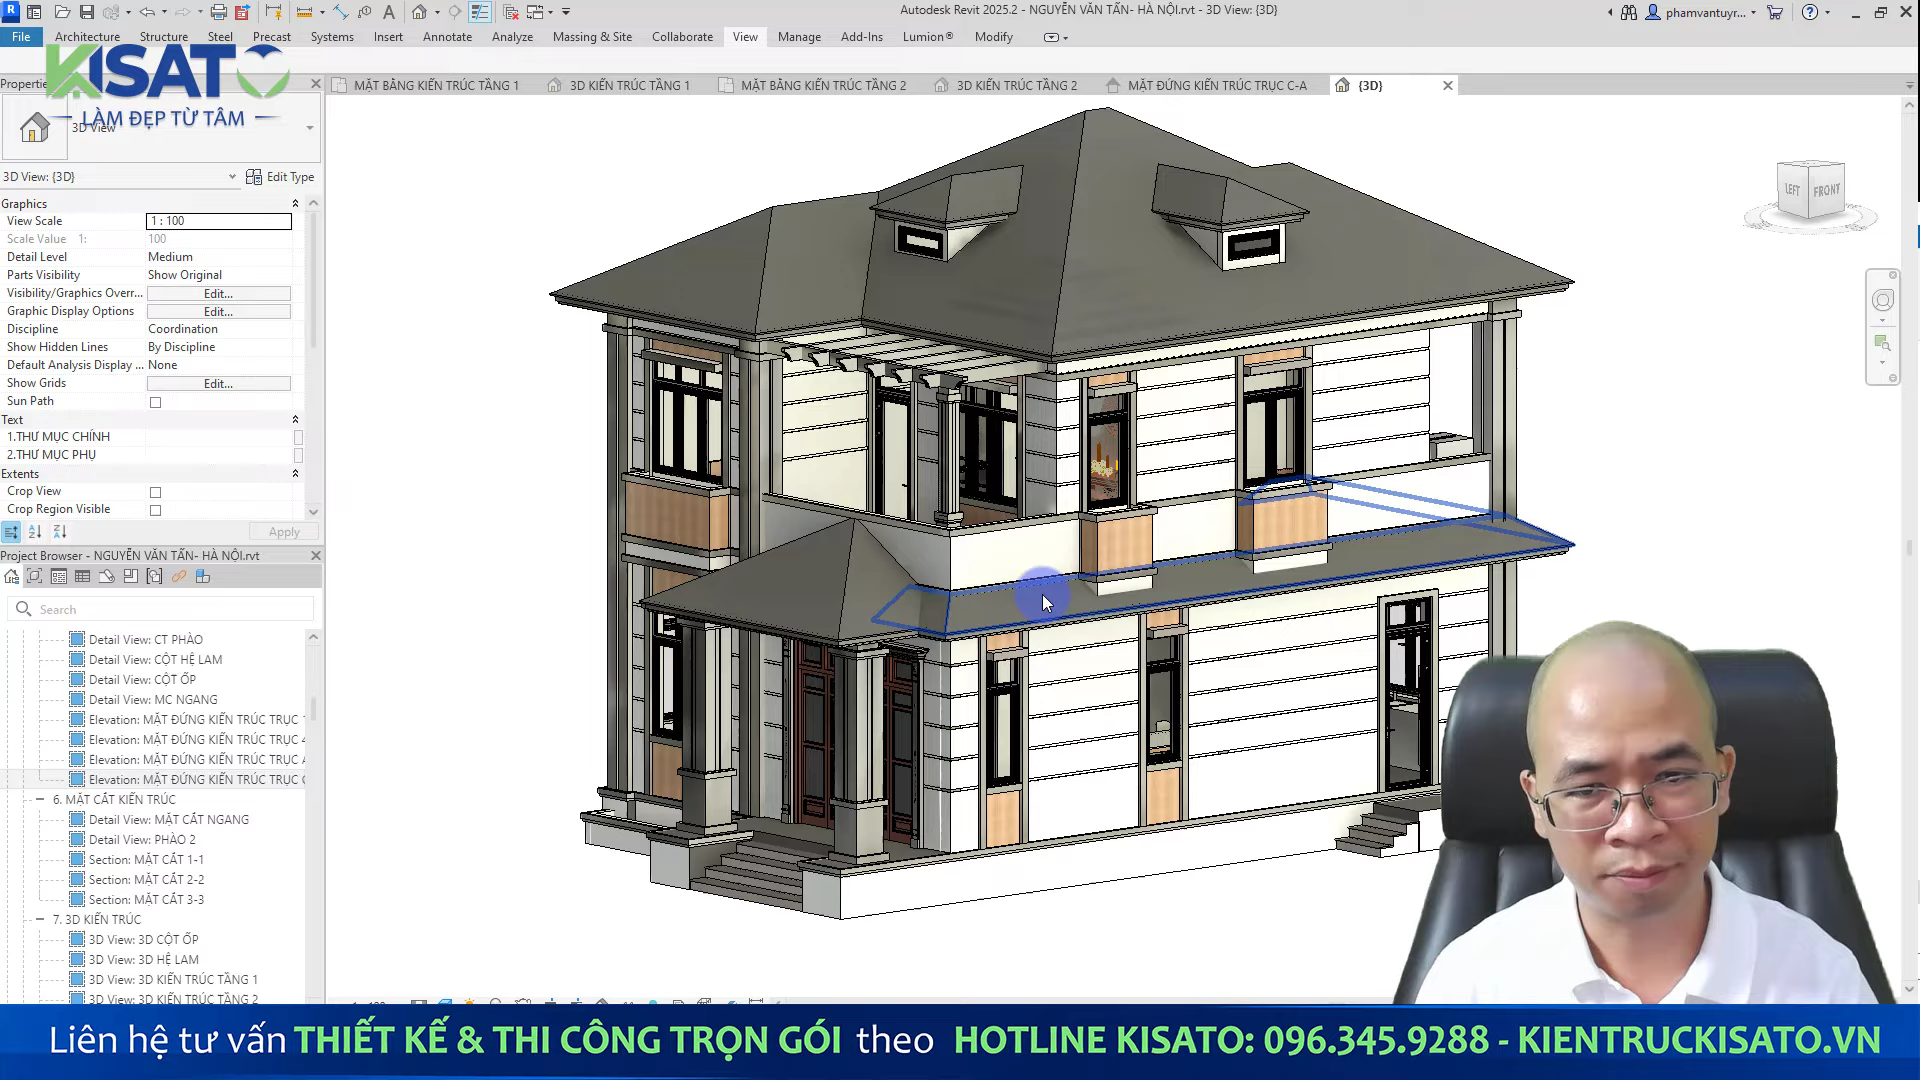 Autodesk Revit 2025.2 - NGUYỄN VĂN TẤN- HÀ NỘI.rvt - 3D View: {3D}
phamvantuyr...
File Architecture Structure Steel Precast Systems Insert Annotate Analyze Massing & Site Collaborate View Manage Add-Ins Lumion® Modify
KISATO
LÀM ĐẸP TỪ TÂM
MẶT BẰNG KIẾN TRÚC TẦNG 1
3D KIẾN TRÚC TẦNG 1
MẶT BẰNG KIẾN TRÚC TẦNG 2
3D KIẾN TRÚC TẦNG 2
MẶT ĐỨNG KIẾN TRÚC TRỤC C-A
{3D}
3D View
3D View: {3D}
Edit Type
Graphics
View Scale 1 : 100
Scale Value 1: 100
Detail Level Medium
Parts Visibility Show Original
Visibility/Graphics Overr... Edit...
Graphic Display Options Edit...
Discipline Coordination
Show Hidden Lines By Discipline
Default Analysis Display ... None
Show Grids Edit...
Sun Path
Text
1.THƯ MỤC CHÍNH
2.THƯ MỤC PHỤ
Extents
Crop View
Crop Region Visible
Apply
Project Browser - NGUYỄN VĂN TẤN- HÀ NỘI.rvt
Search
Detail View: CT PHÀO
Detail View: CỘT HỆ LAM
Detail View: CỘT ỐP
Detail View: MC NGANG
Elevation: MẶT ĐỨNG KIẾN TRÚC TRỤC
Elevation: MẶT ĐỨNG KIẾN TRÚC TRỤC 4
Elevation: MẶT ĐỨNG KIẾN TRÚC TRỤC A
Elevation: MẶT ĐỨNG KIẾN TRÚC TRỤC C
6. MẶT CẮT KIẾN TRÚC
Detail View: MẶT CẮT NGANG
Detail View: PHÀO 2
Section: MẶT CẮT 1-1
Section: MẶT CẮT 2-2
Section: MẶT CẮT 3-3
7. 3D KIẾN TRÚC
3D View: 3D CỘT ỐP
3D View: 3D HỆ LAM
3D View: 3D KIẾN TRÚC TẦNG 1
3D View: 3D KIẾN TRÚC TẦNG 2
LEFT FRONT
Liên hệ tư vấn THIẾT KẾ & THI CÔNG TRỌN GÓI theo HOTLINE KISATO: 096.345.9288 - KIENTRUCKISATO.VN